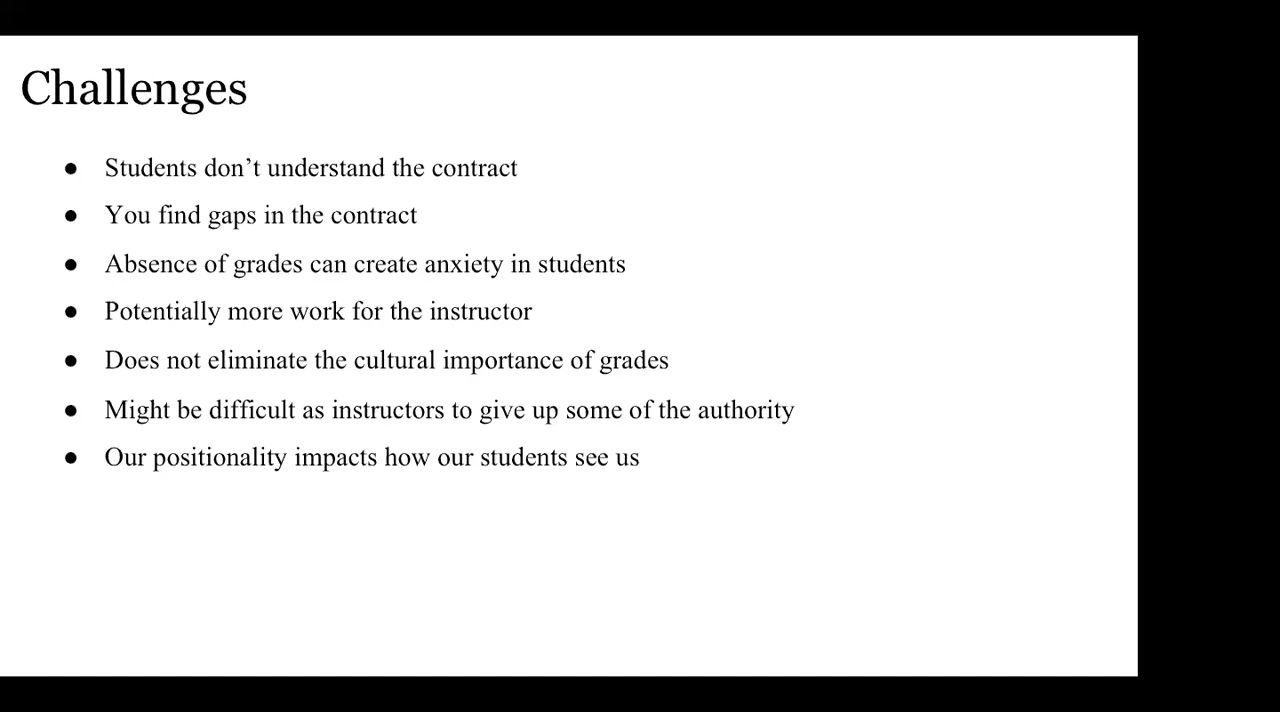 Challenges
● Students don’t understand the contract
● You find gaps in the contract
● Absence of grades can create anxiety in students
● Potentially more work for the instructor
● Does not eliminate the cultural importance of grades
● Might be difficult as instructors to give up some of the authority
● Our positionality impacts how our students see us